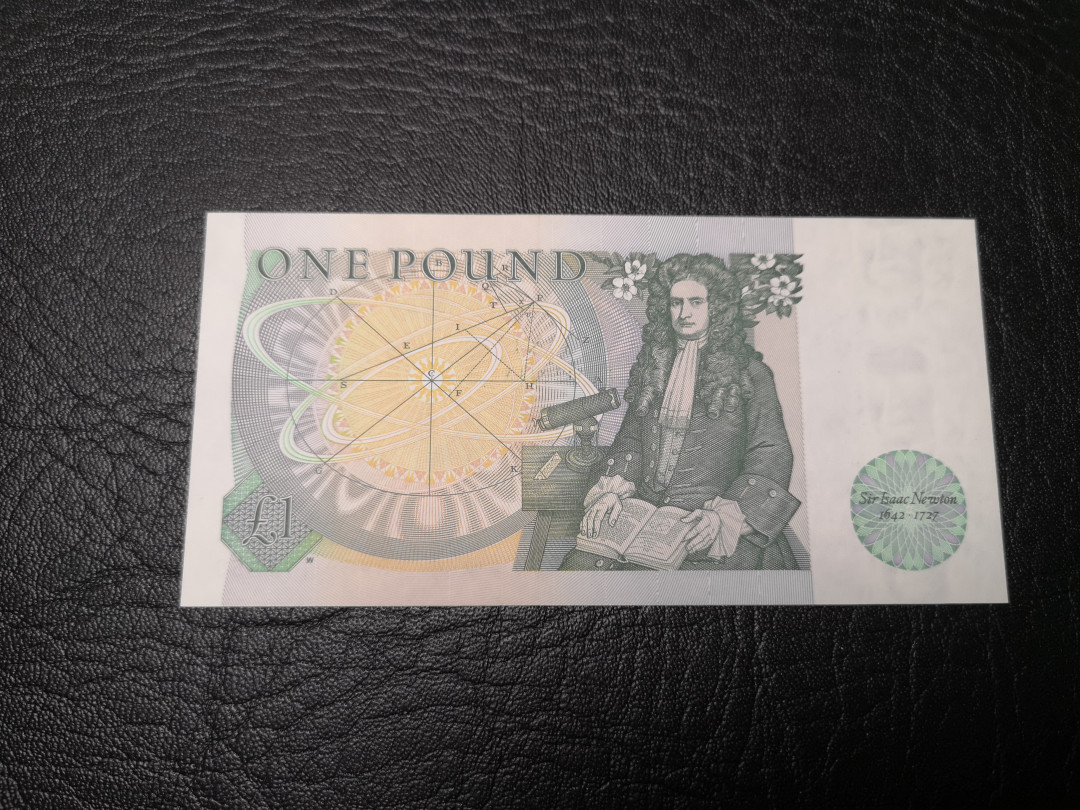 ONE POUND
B
R
Q
D
T
X
P
I
E
Z
C
S
F
H
G
K
£1
Sir Isaac Newton
1642-1727